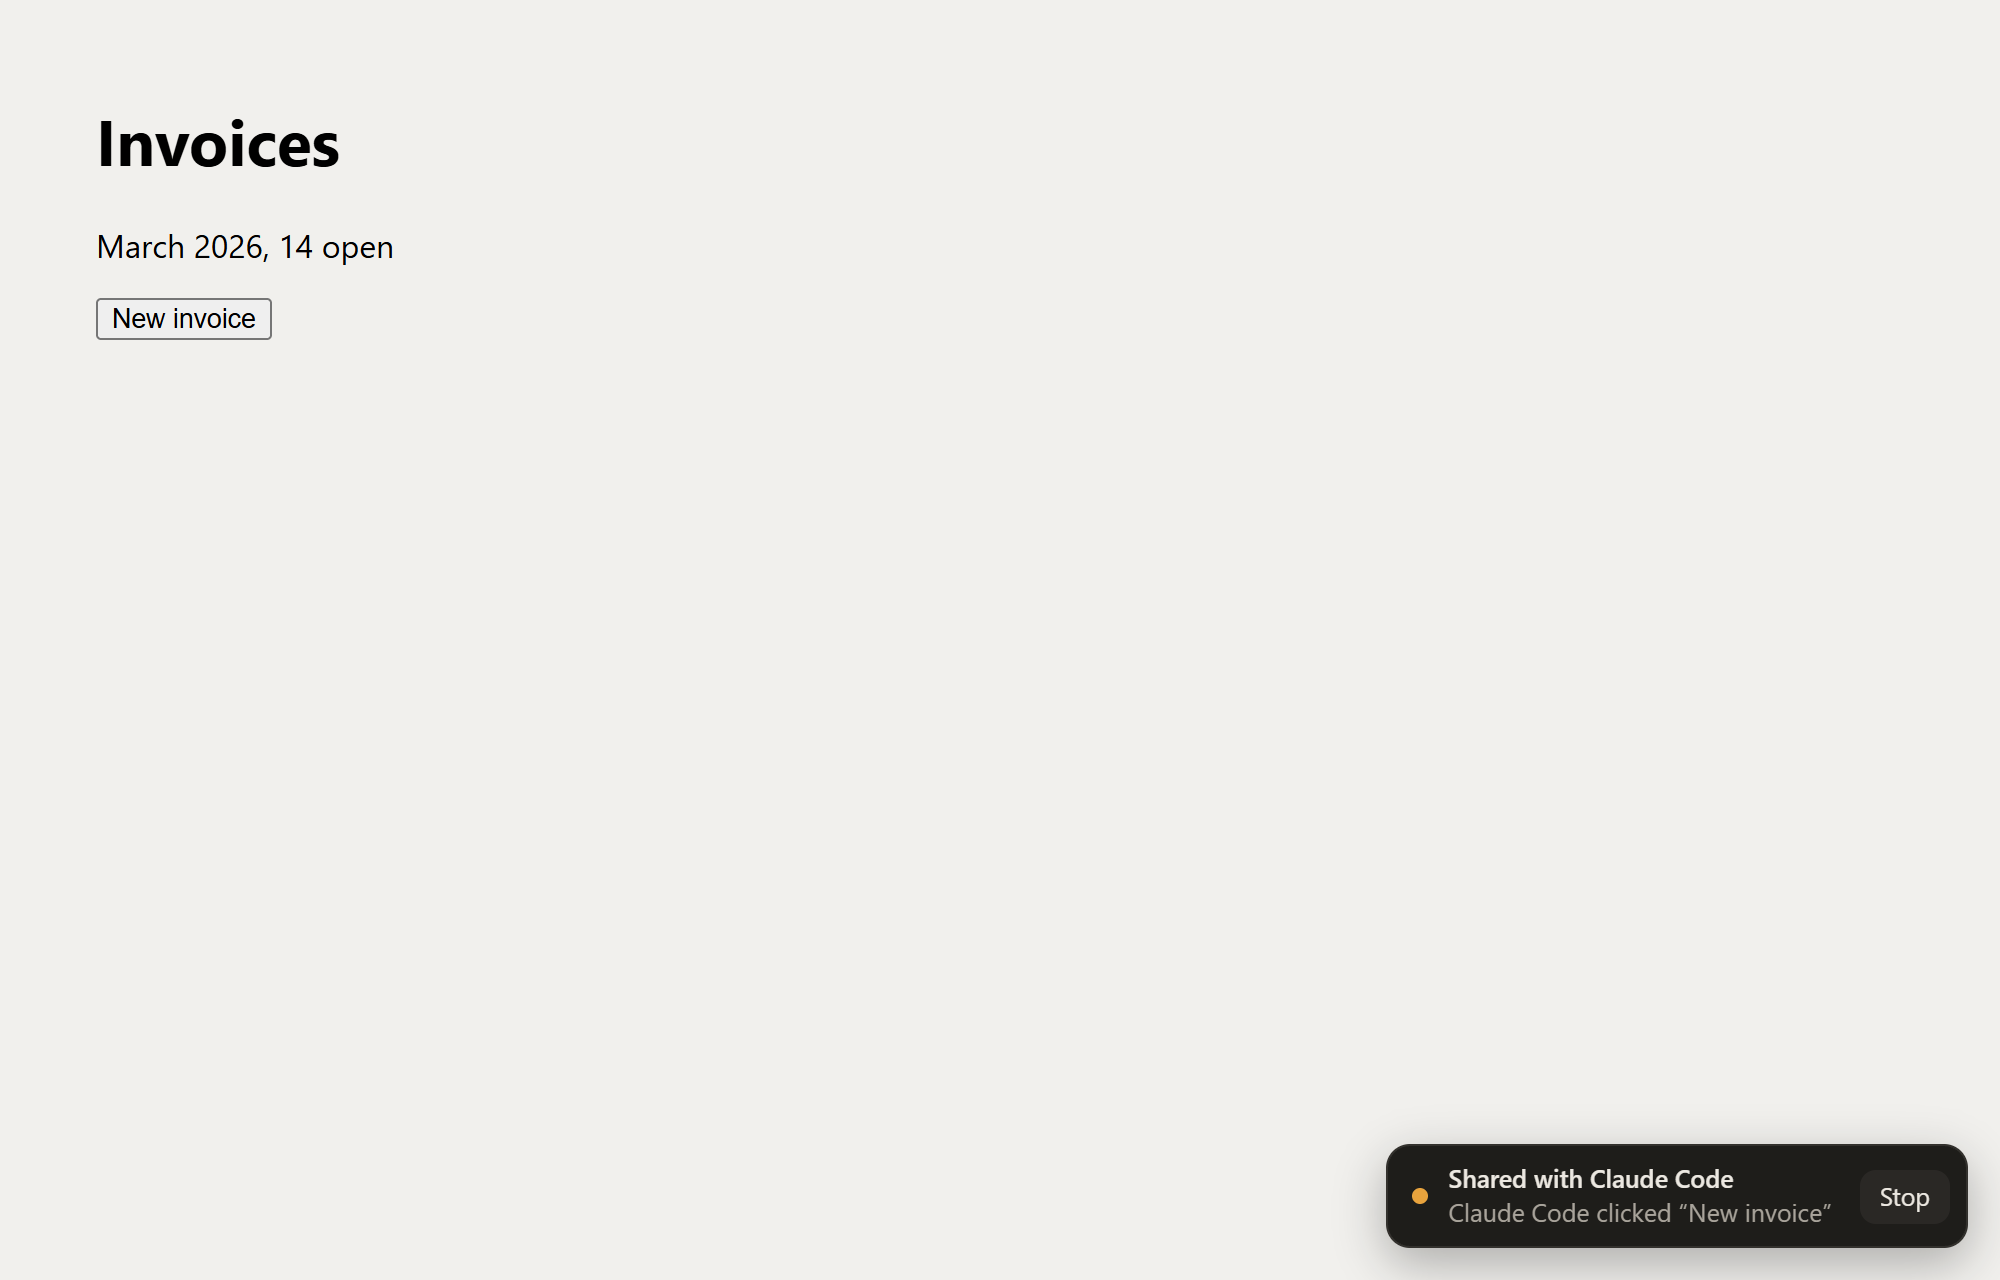 Invoices
March 2026, 14 open
New invoice
Shared with Claude Code
Claude Code clicked “New invoice”
Stop